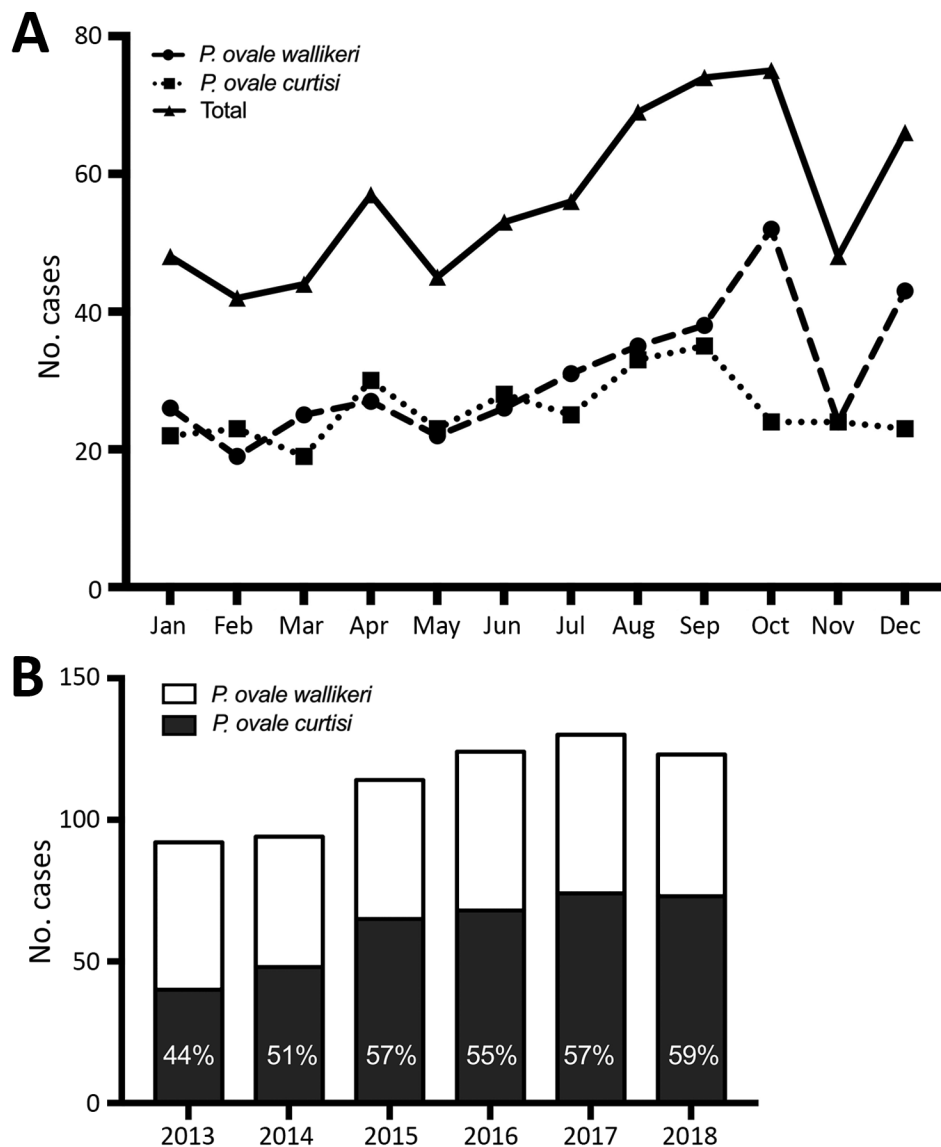 A
80
P. ovale wallikeri
P. ovale curtisi
Total
60
No. cases
40
20
0
Jan Feb Mar Apr May Jun Jul Aug Sep Oct Nov Dec
B
150
P. ovale wallikeri
P. ovale curtisi
100
No. cases
50
44% 51% 57% 55% 57% 59%
0
2013 2014 2015 2016 2017 2018